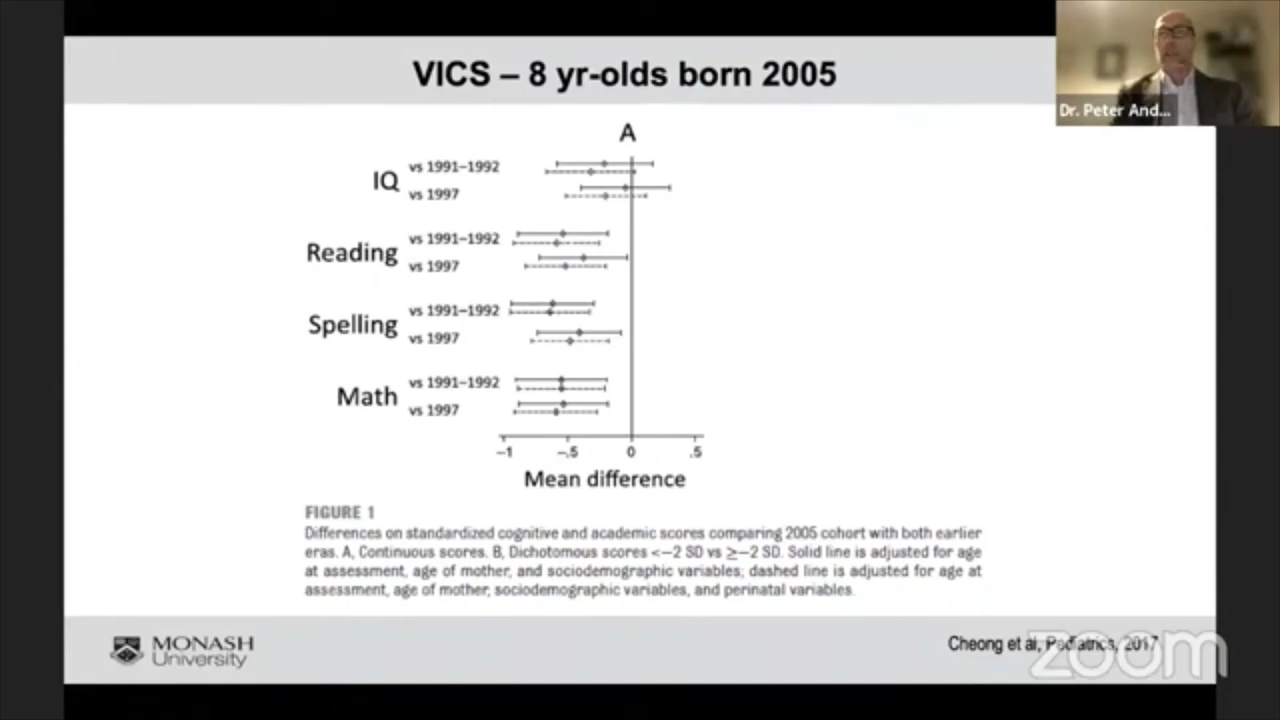 VICS – 8 yr-olds born 2005
Dr. Peter And...
A
IQ
vs 1991–1992
vs 1997
Reading
vs 1991–1992
vs 1997
Spelling
vs 1991–1992
vs 1997
Math
vs 1991–1992
vs 1997
−1 −.5 0 .5
Mean difference
FIGURE 1
Differences on standardized cognitive and academic scores comparing 2005 cohort with both earlier
eras. A, Continuous scores. B, Dichotomous scores <−2 SD vs ≥−2 SD. Solid line is adjusted for age
at assessment, age of mother, and sociodemographic variables; dashed line is adjusted for age at
assessment, age of mother, sociodemographic variables, and perinatal variables.
MONASH
University
Cheong et al, Pediatrics, 2017
zoom